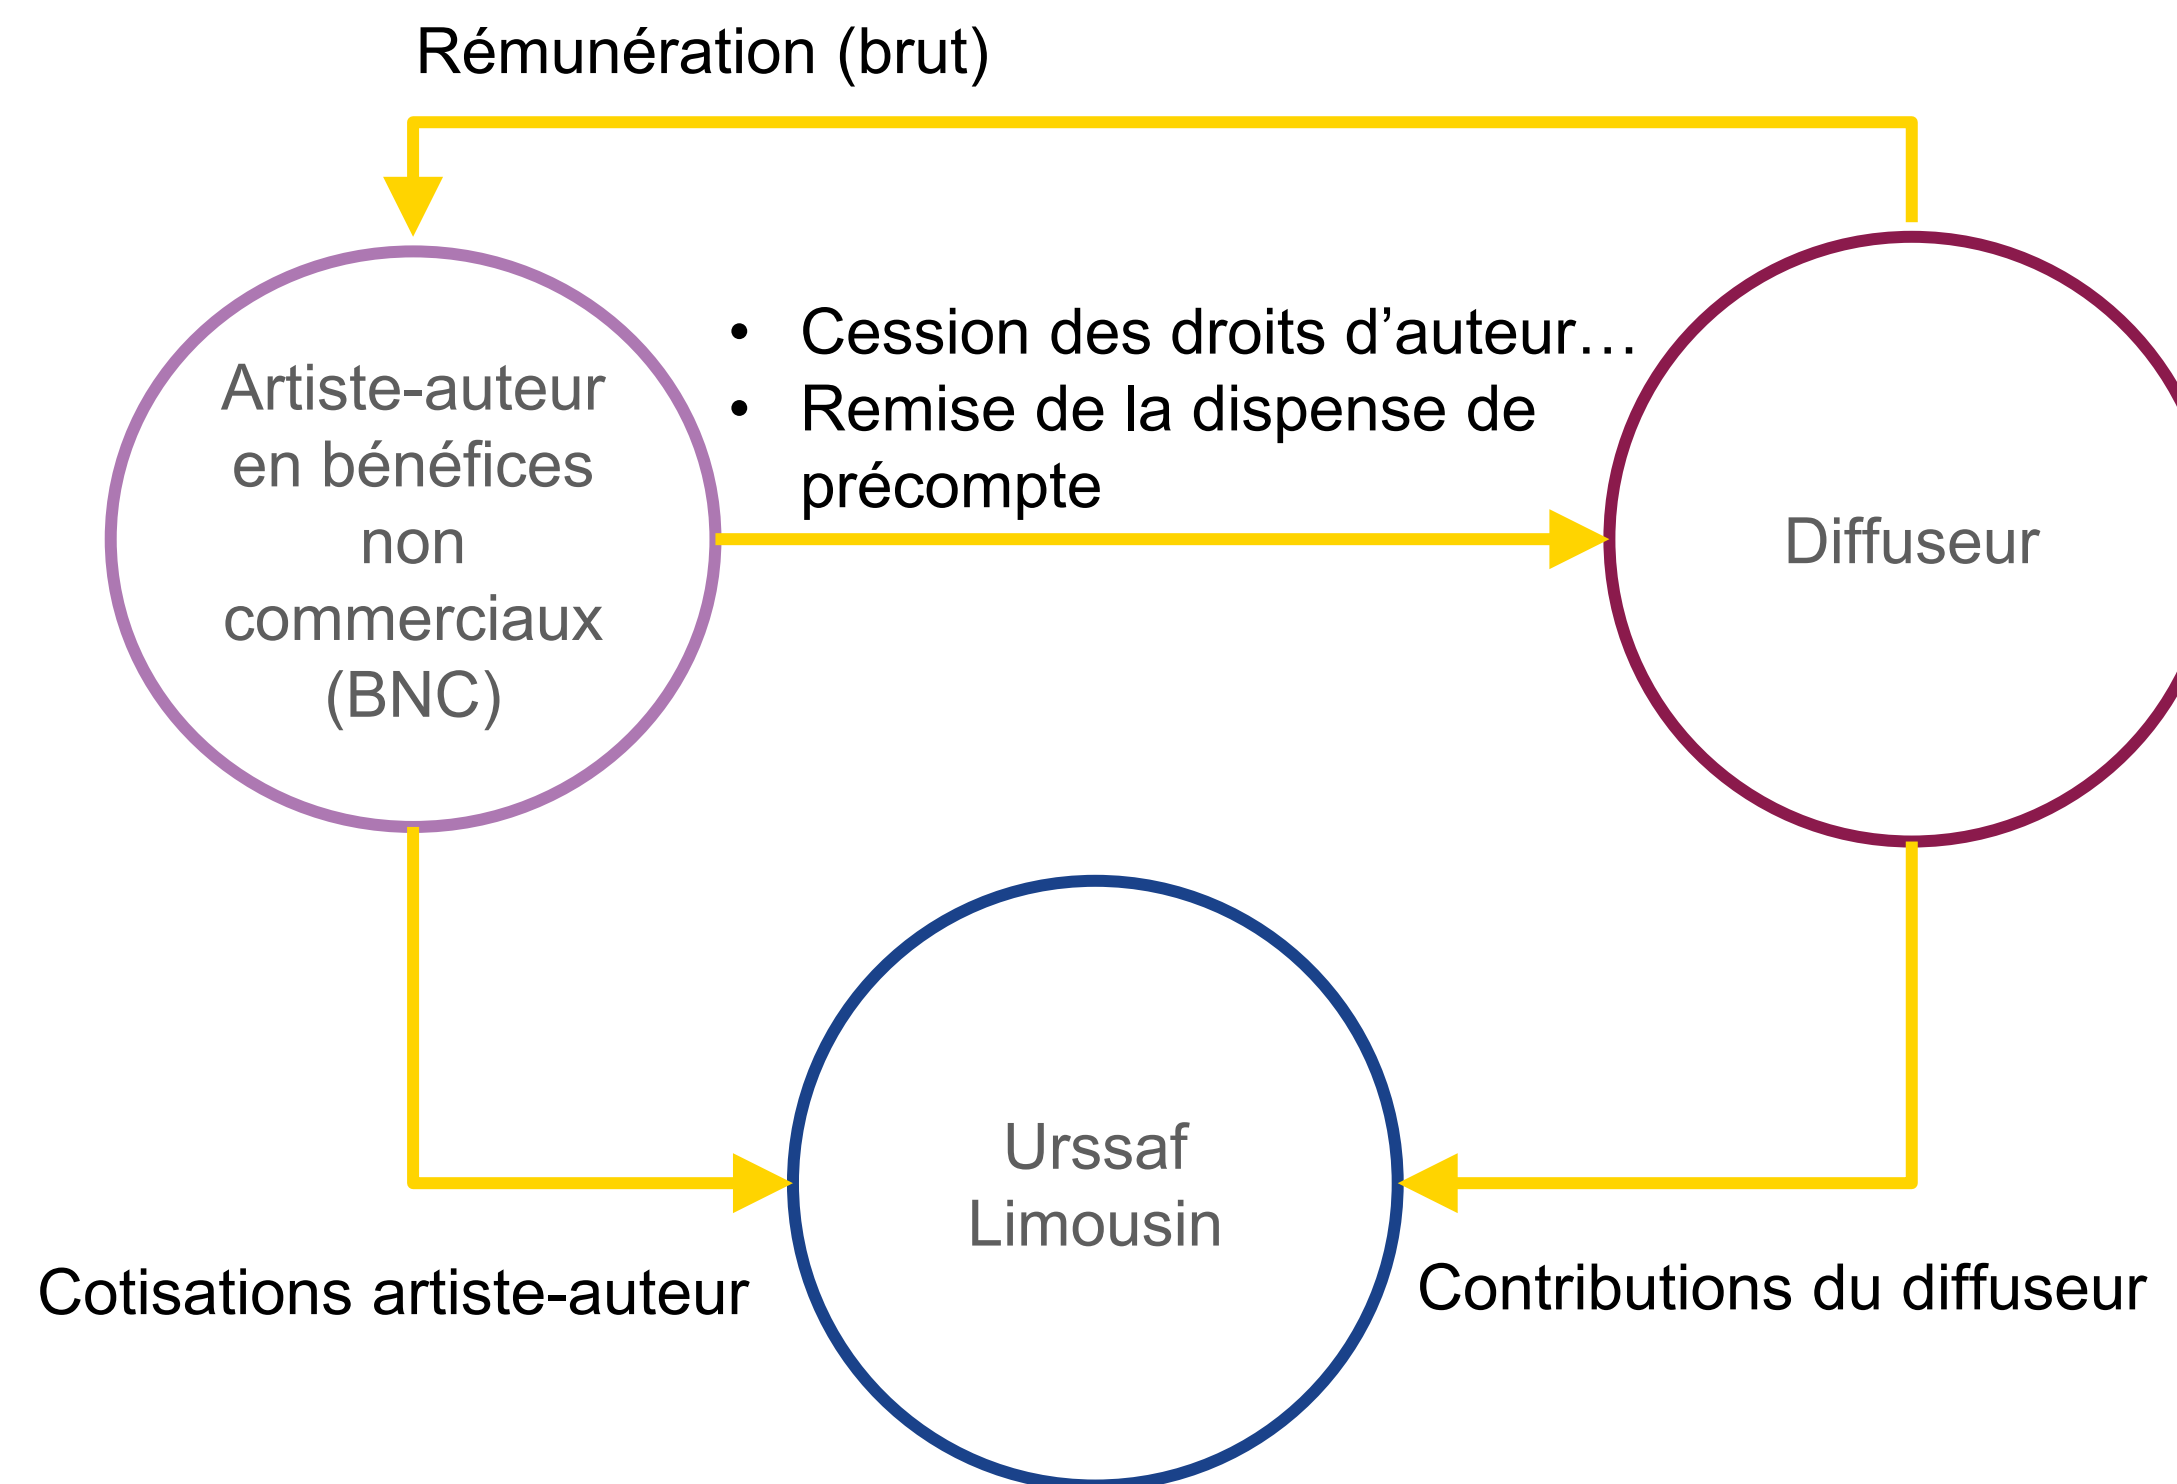 Rémunération (brut)
• Cession des droits d’auteur…
• Remise de la dispense de
précompte
Artiste-auteur
en bénéfices
non
commerciaux
(BNC)
Diffuseur
Urssaf
Limousin
Cotisations artiste-auteur
Contributions du diffuseur